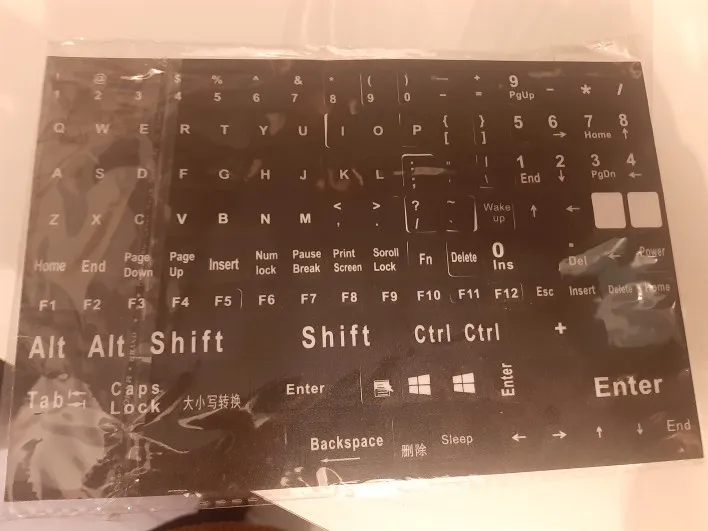 ! @ $ % ^ & * ( ) — + 9 - * /
1 2 3 4 5 6 7 8 9 0 – = PgUp
Q W E R T Y U I O P { } 5 6 7 8
[ ] → Home ↑
A S D F G H J K L : " | 1 2 3 4
; ' \ End ↓ PgDn ←
Z X C V B N M < > ? ~ Wake ↑ ←
, . / ` up
Home End Page Page Insert Num Pause Print Scroll Fn Delete 0 . Power
Down Up lock Break Screen Lock Ins Del
F1 F2 F3 F4 F5 F6 F7 F8 F9 F10 F11 F12 Esc Insert Delete Home
Alt Alt Shift Shift Ctrl Ctrl +
Tab Caps 大小写转换 Enter Enter Enter
Lock
Backspace 删除 Sleep ← → ↑ ↓ End
←